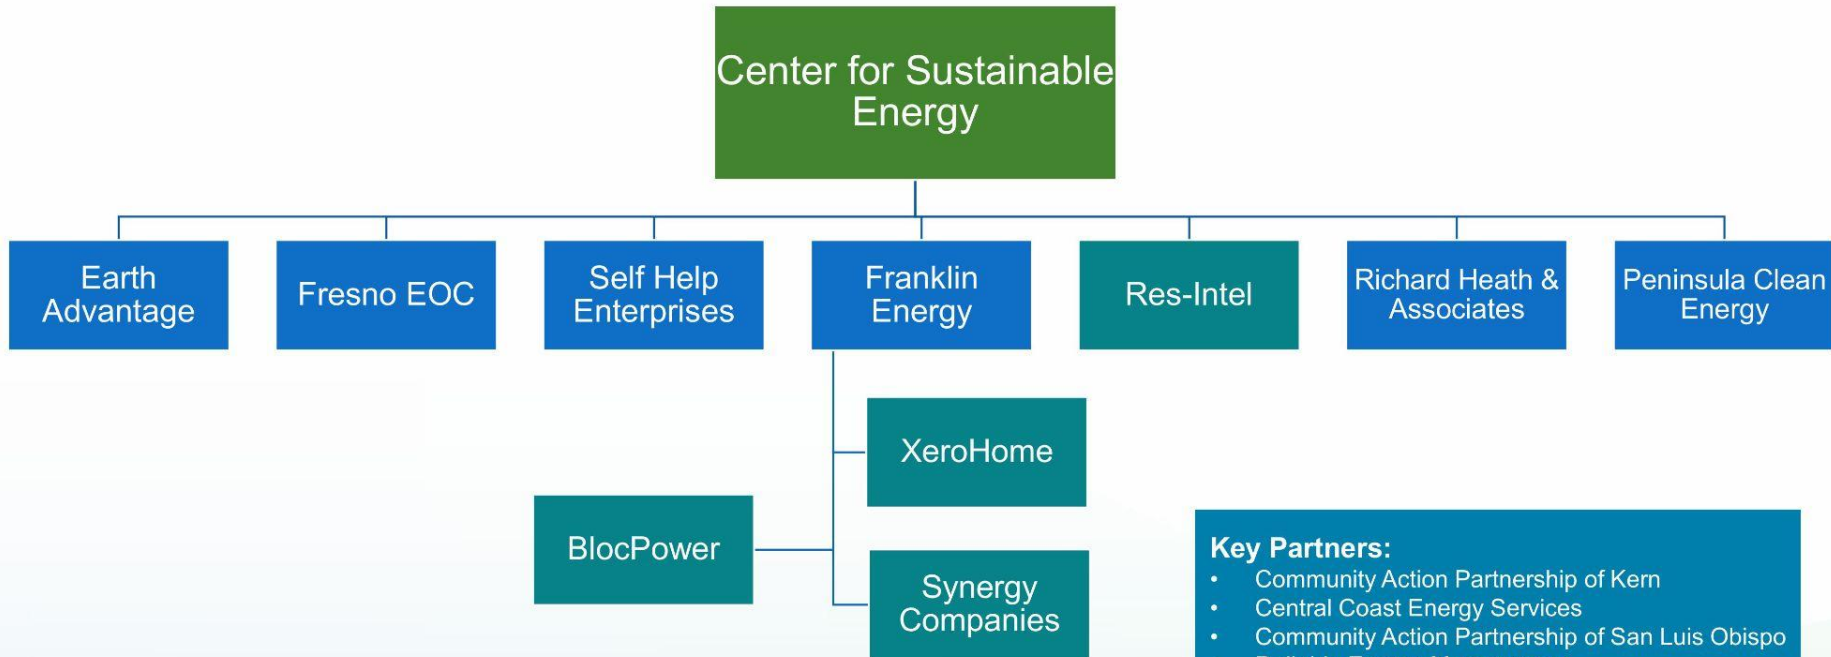 Center for Sustainable
Energy
Earth
Advantage
Fresno EOC
Self Help
Enterprises
Franklin
Energy
Res-Intel
Richard Heath &
Associates
Peninsula Clean
Energy
XeroHome
BlocPower
Synergy
Companies
Key Partners:
• Community Action Partnership of Kern
• Central Coast Energy Services
• Community Action Partnership of San Luis Obispo